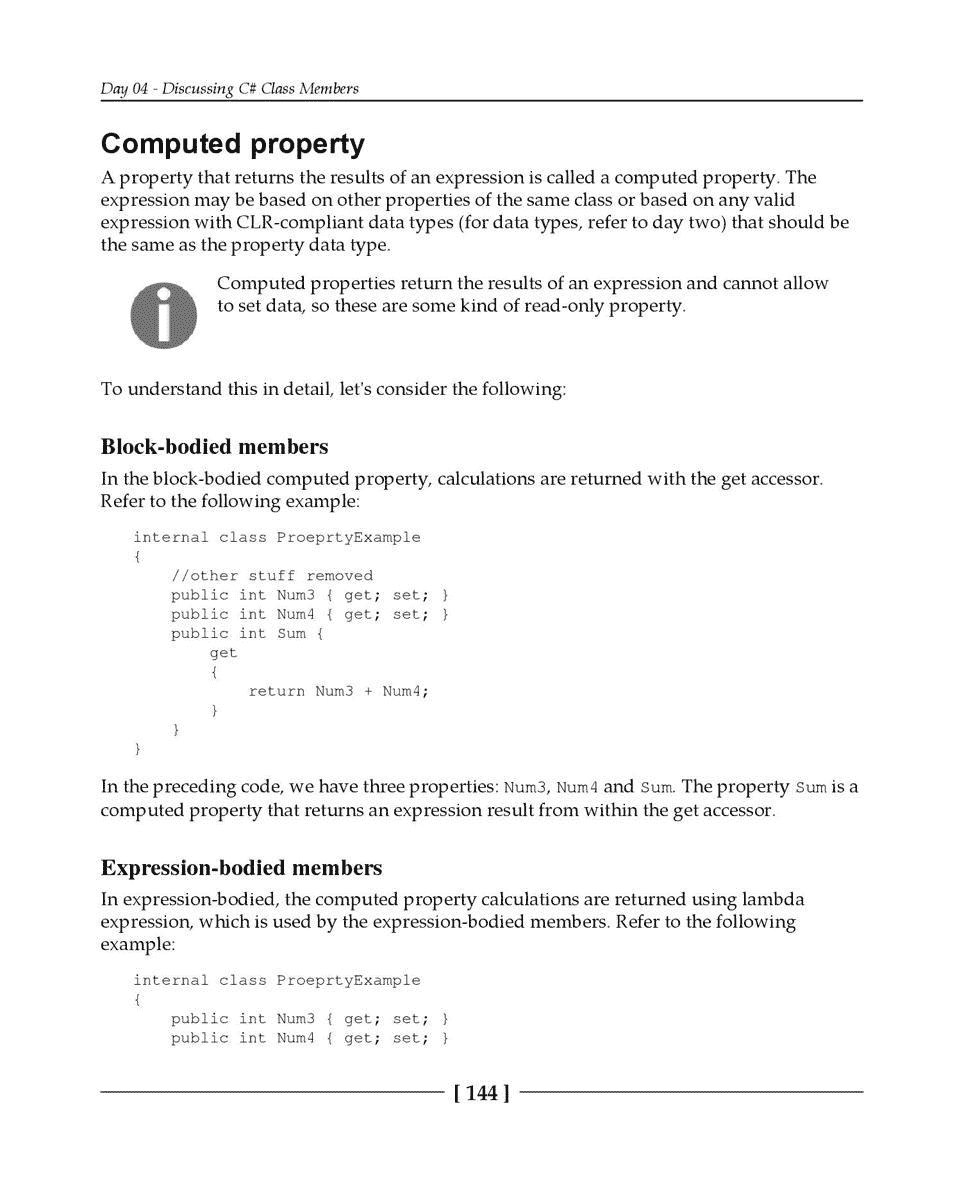 Day 04 - Discussing C# Class Members
Computed property
A property that returns the results of an expression is called a computed property. The
expression may be based on other properties of the same class or based on any valid
expression with CLR-compliant data types (for data types, refer to day two) that should be
the same as the property data type.
Computed properties return the results of an expression and cannot allow
to set data, so these are some kind of read-only property.
To understand this in detail, let's consider the following:
Block-bodied members
In the block-bodied computed property, calculations are returned with the get accessor.
Refer to the following example:
internal class ProeprtyExample
{
//other stuff removed
public int Num3 { get; set; }
public int Num4 { get; set; }
public int Sum {
get
{
return Num3 + Num4;
}
}
}
In the preceding code, we have three properties: Num3, Num4 and Sum. The property Sum is a
computed property that returns an expression result from within the get accessor.
Expression-bodied members
In expression-bodied, the computed property calculations are returned using lambda
expression, which is used by the expression-bodied members. Refer to the following
example:
internal class ProeprtyExample
{
public int Num3 { get; set; }
public int Num4 { get; set; }
[ 144 ]